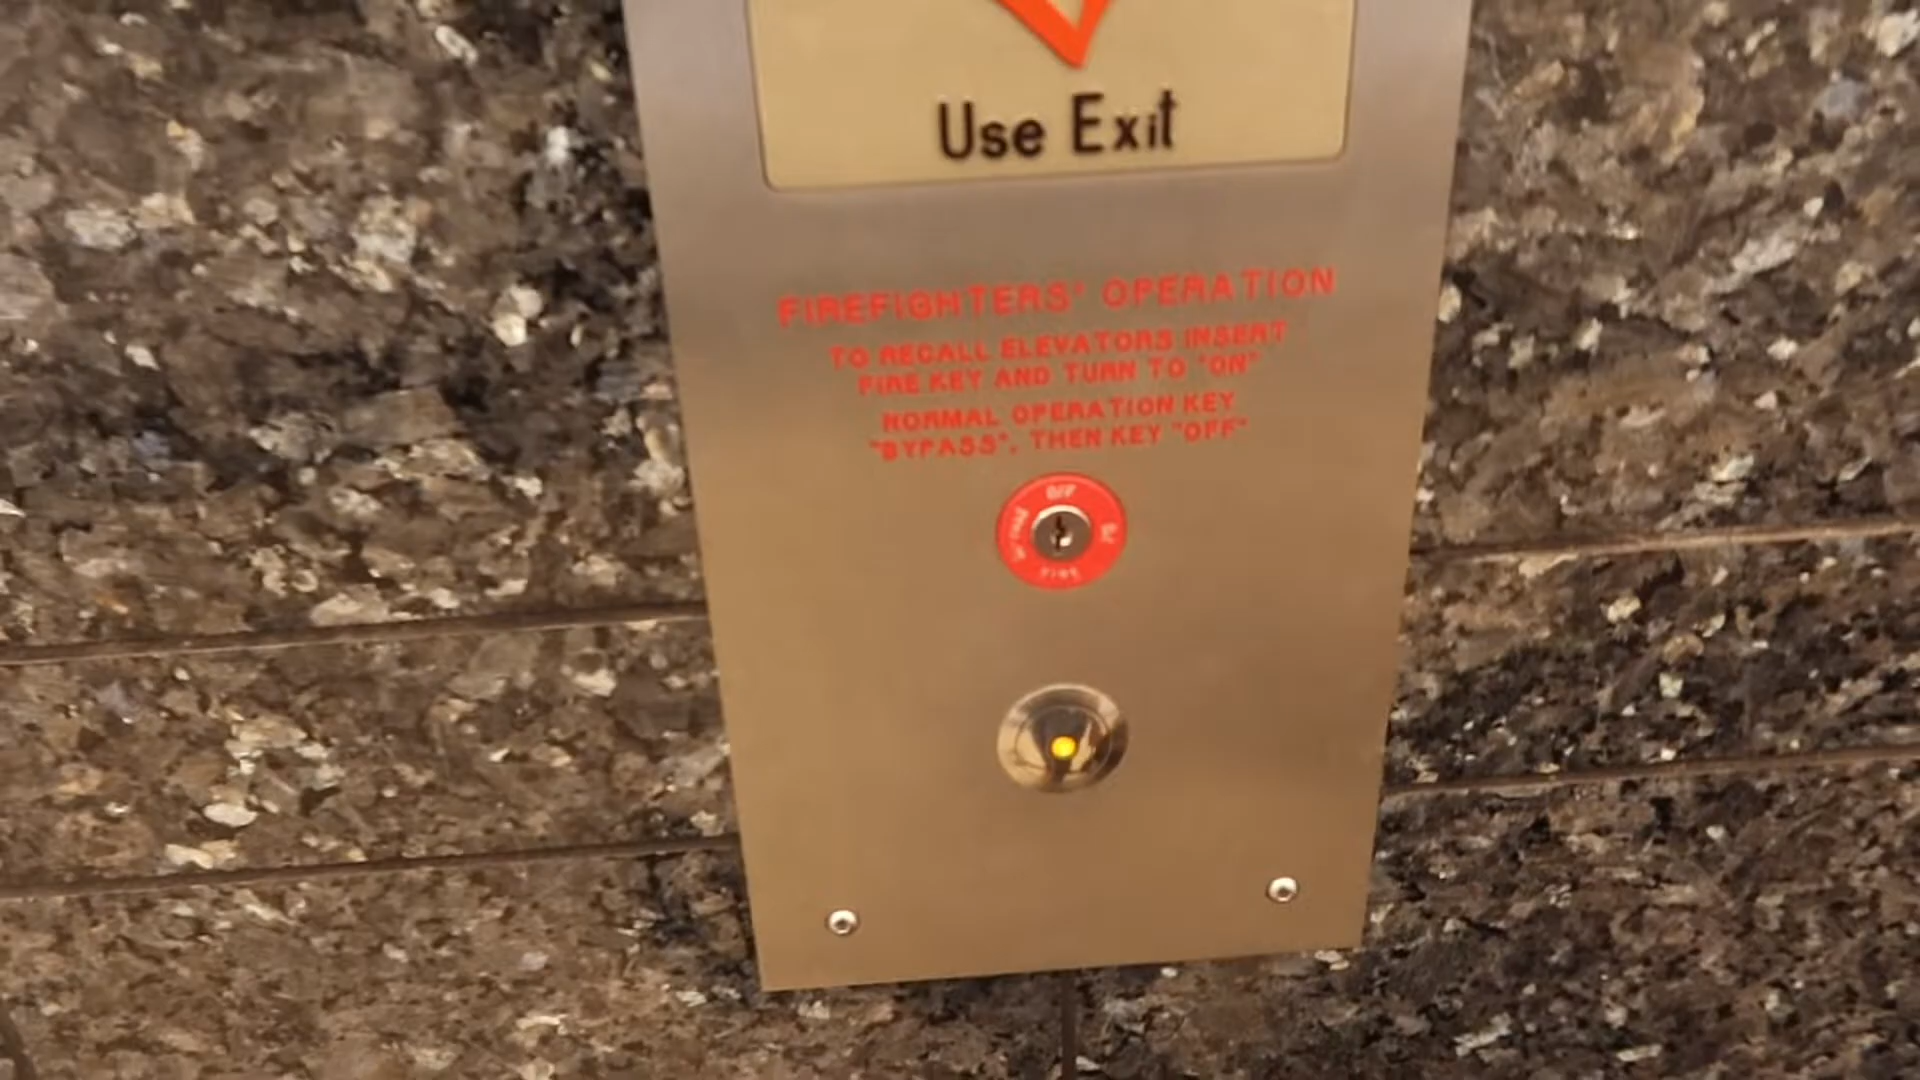 Use Exit
FIREFIGHTERS' OPERATION
TO RECALL ELEVATORS INSERT
FIRE KEY AND TURN TO "ON"
NORMAL OPERATION KEY
"BYPASS", THEN KEY "OFF"
OFF
ON
FIRE